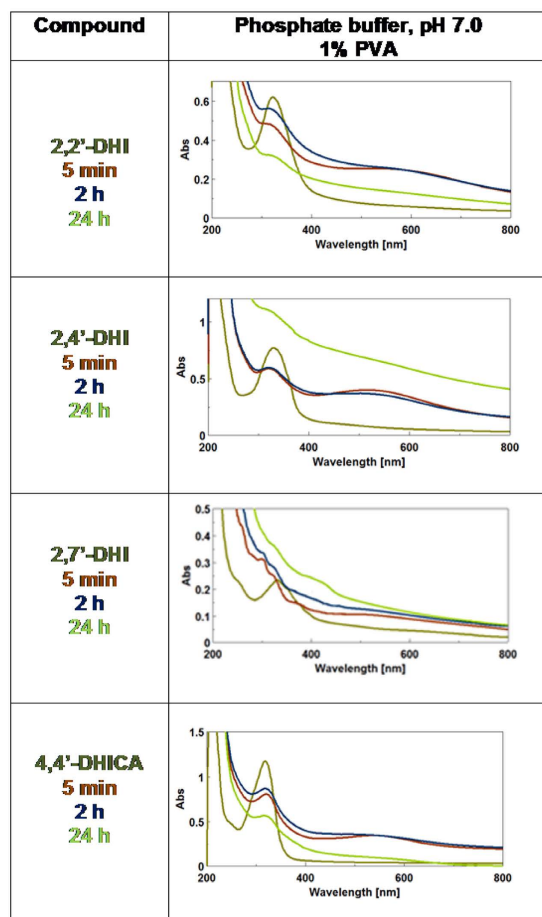 Compound
Phosphate buffer, pH 7.0
1% PVA
2,2'-DHI
5 min
2 h
24 h
Abs
0.6
0.4
0.2
0
200 400 600 800
Wavelength [nm]
2,4'-DHI
5 min
2 h
24 h
Abs
1
0.5
0
200 400 600 800
Wavelength [nm]
2,7'-DHI
5 min
2 h
24 h
Abs
0.5
0.4
0.3
0.2
0.1
0
200 400 600 800
Wavelength [nm]
4,4'-DHICA
5 min
2 h
24 h
Abs
1.5
1
0.5
0
200 400 600 800
Wavelength [nm]